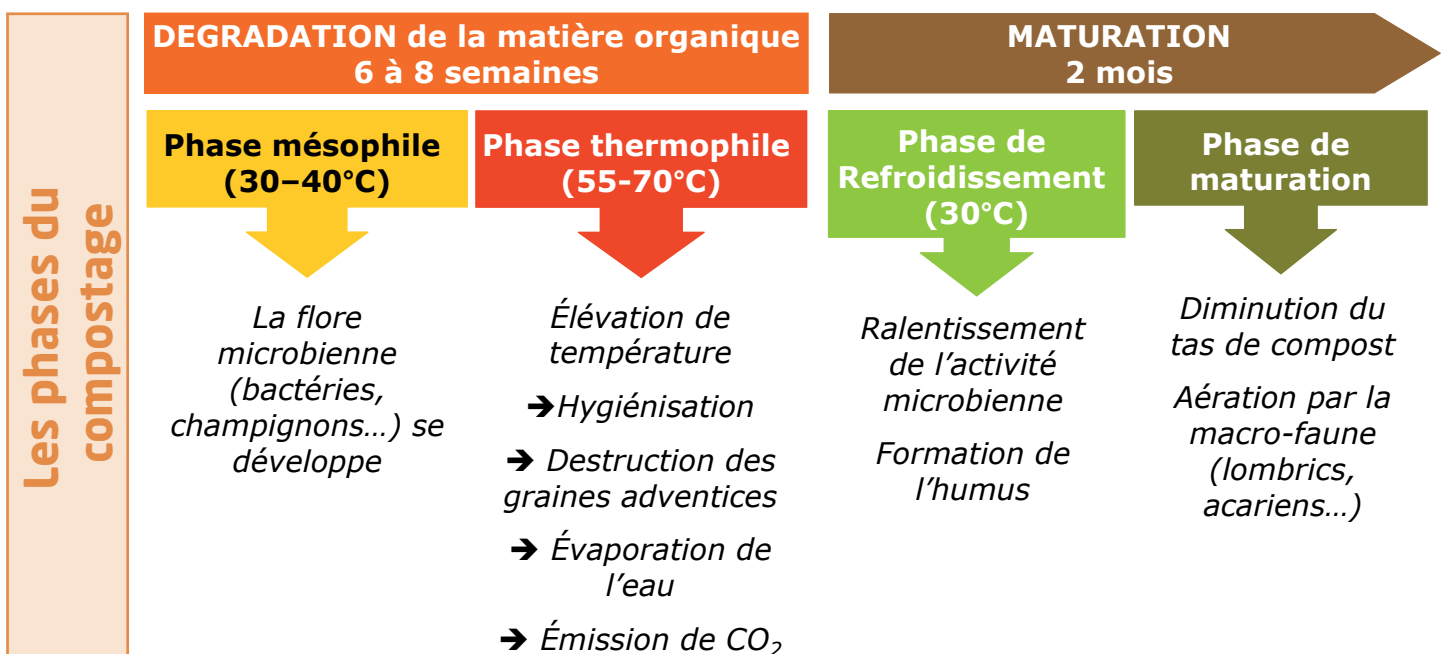 Les phases du
compostage
DEGRADATION de la matière organique
6 à 8 semaines
MATURATION
2 mois
Phase mésophile
(30–40°C)
La flore
microbienne
(bactéries,
champignons…) se
développe
Phase thermophile
(55-70°C)
Élévation de
température
➔Hygiénisation
➔ Destruction des
graines adventices
➔ Évaporation de
l’eau
➔ Émission de CO₂
Phase de
Refroidissement
(30°C)
Ralentissement
de l’activité
microbienne
Formation de
l’humus
Phase de
maturation
Diminution du
tas de compost
Aération par la
macro-faune
(lombrics,
acariens…)